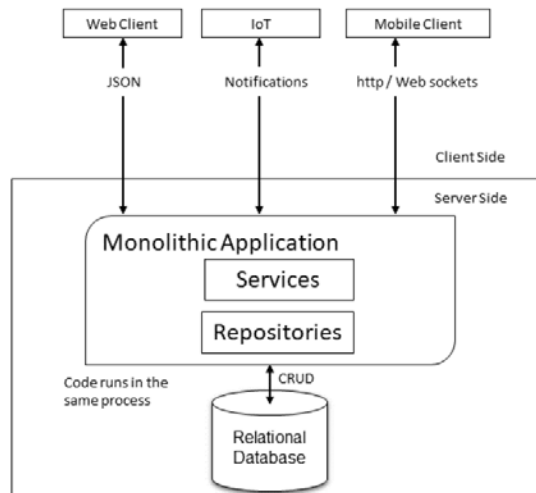 Web Client
IoT
Mobile Client
JSON
Notifications
http / Web sockets
Client Side
Server Side
Monolithic Application
Services
Repositories
Code runs in the
same process
CRUD
Relational
Database